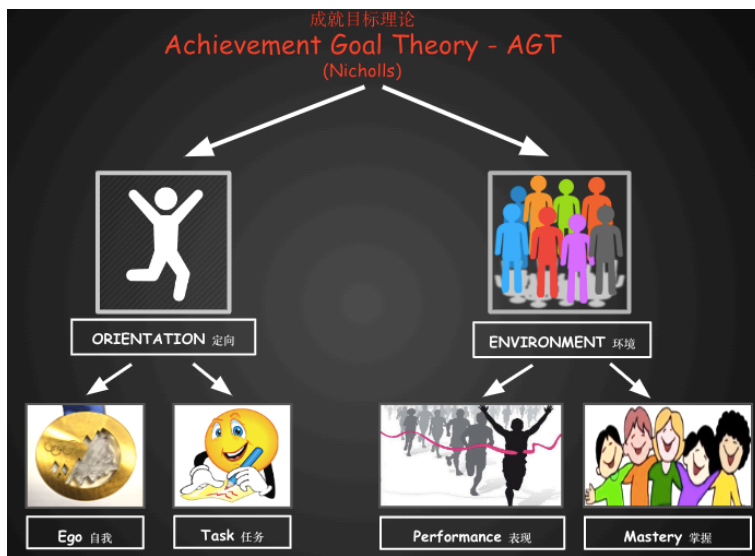 成就目标理论
Achievement Goal Theory - AGT
(Nicholls)
ORIENTATION 定向
ENVIRONMENT 环境
Ego 自我
Task 任务
Performance 表现
Mastery 掌握